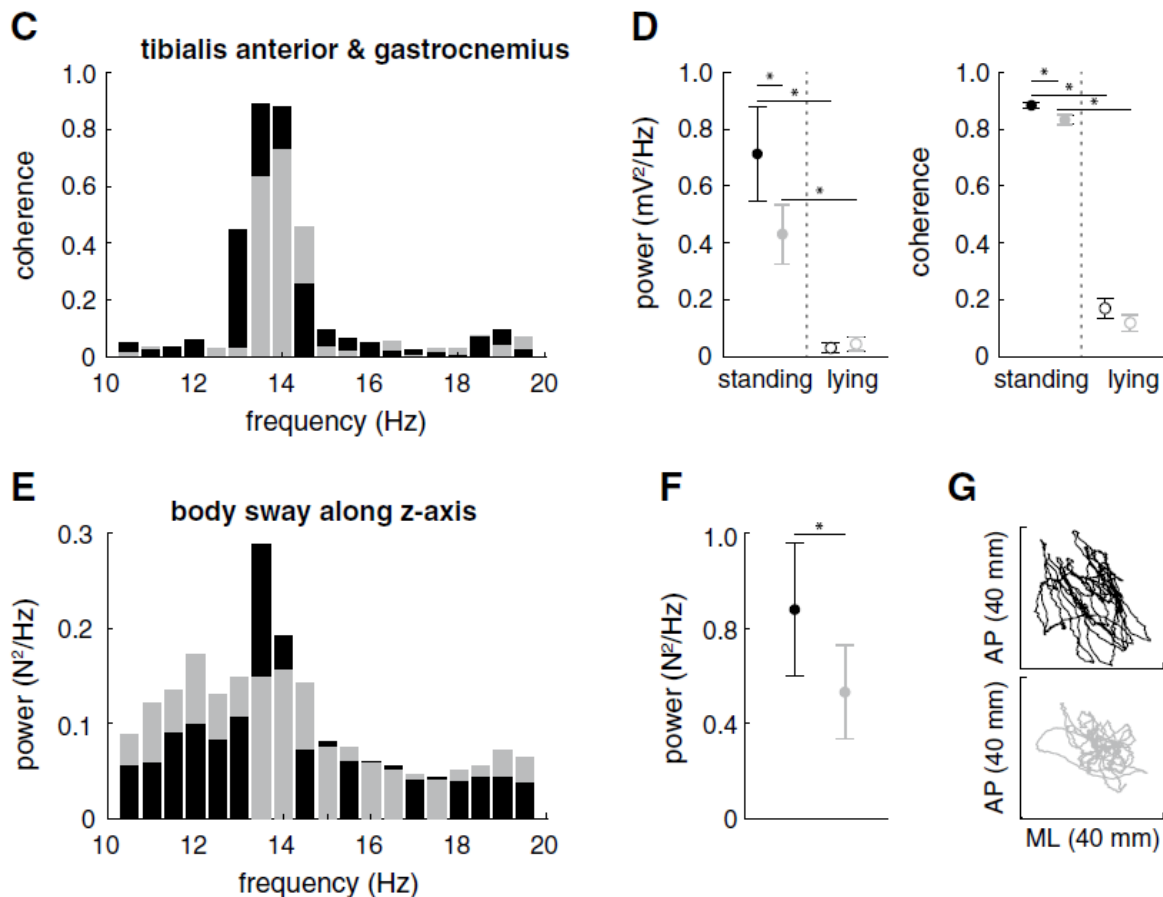 C
tibialis anterior & gastrocnemius
1.0
0.8
0.6
0.4
0.2
0
coherence
10 12 14 16 18 20
frequency (Hz)
D
1.0
0.8
0.6
0.4
0.2
0
power (mV²/Hz)
* * *
standing lying
1.0
0.8
0.6
0.4
0.2
0
coherence
* * *
standing lying
E
body sway along z-axis
0.3
0.2
0.1
0
power (N²/Hz)
10 12 14 16 18 20
frequency (Hz)
F
1.0
0.8
0.4
0
power (N²/Hz)
*
G
AP (40 mm)
AP (40 mm)
ML (40 mm)